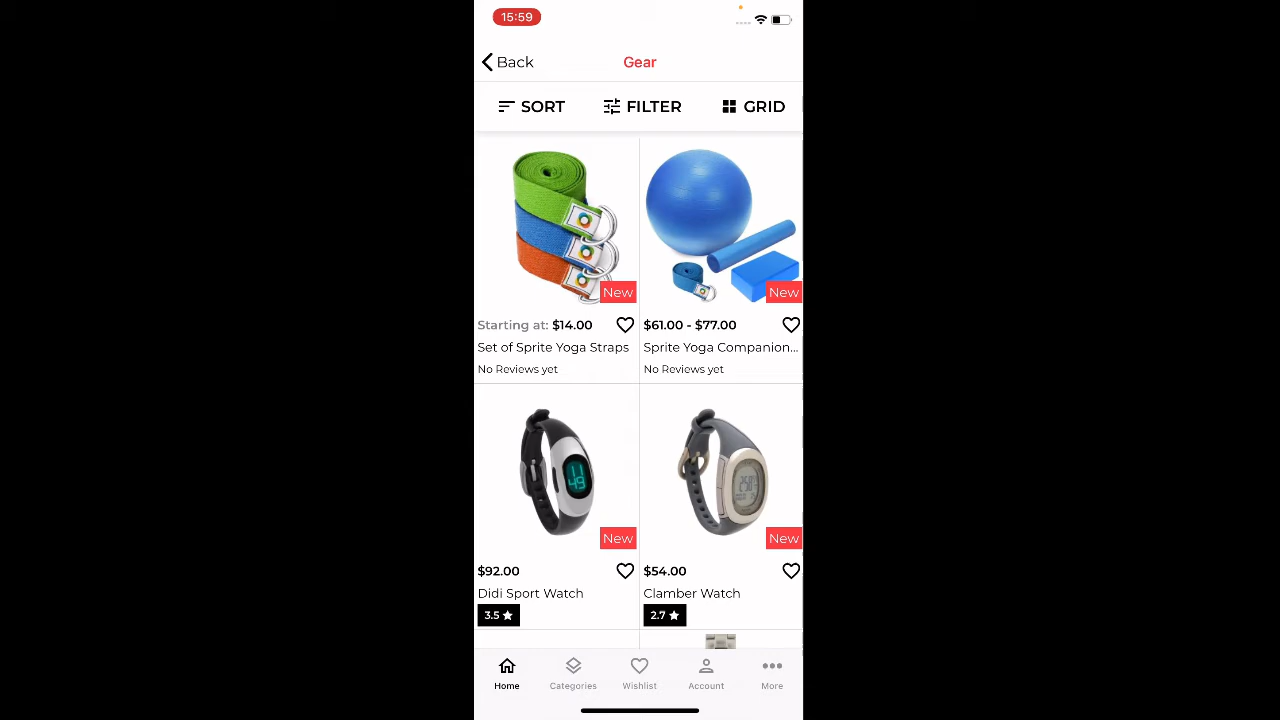 15:59
Back
Gear
SORT
FILTER
GRID
New
New
Starting at: $14.00
$61.00 - $77.00
Set of Sprite Yoga Straps
Sprite Yoga Companion...
No Reviews yet
No Reviews yet
11
49
New
New
$92.00
$54.00
Didi Sport Watch
Clamber Watch
3.5
2.7
Home
Categories
Wishlist
Account
More